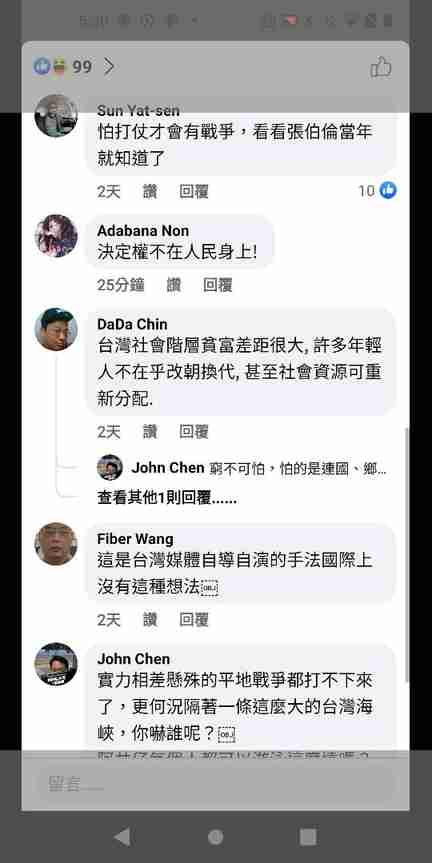 99
Sun Yat-sen
怕打仗才會有戰爭，看看張伯倫當年
就知道了
2天 讚 回覆
10
Adabana Non
決定權不在人民身上!
25分鐘 讚 回覆
DaDa Chin
台灣社會階層貧富差距很大, 許多年輕
人不在乎改朝換代, 甚至社會資源可重
新分配.
2天 讚 回覆
John Chen 窮不可怕，怕的是連國、鄉...
查看其他1則回覆......
Fiber Wang
這是台灣媒體自導自演的手法國際上
沒有這種想法￼
2天 讚 回覆
John Chen
實力相差懸殊的平地戰爭都打不下來
了，更何況隔著一條這麼大的台灣海
峽，你嚇誰呢？￼
留言......